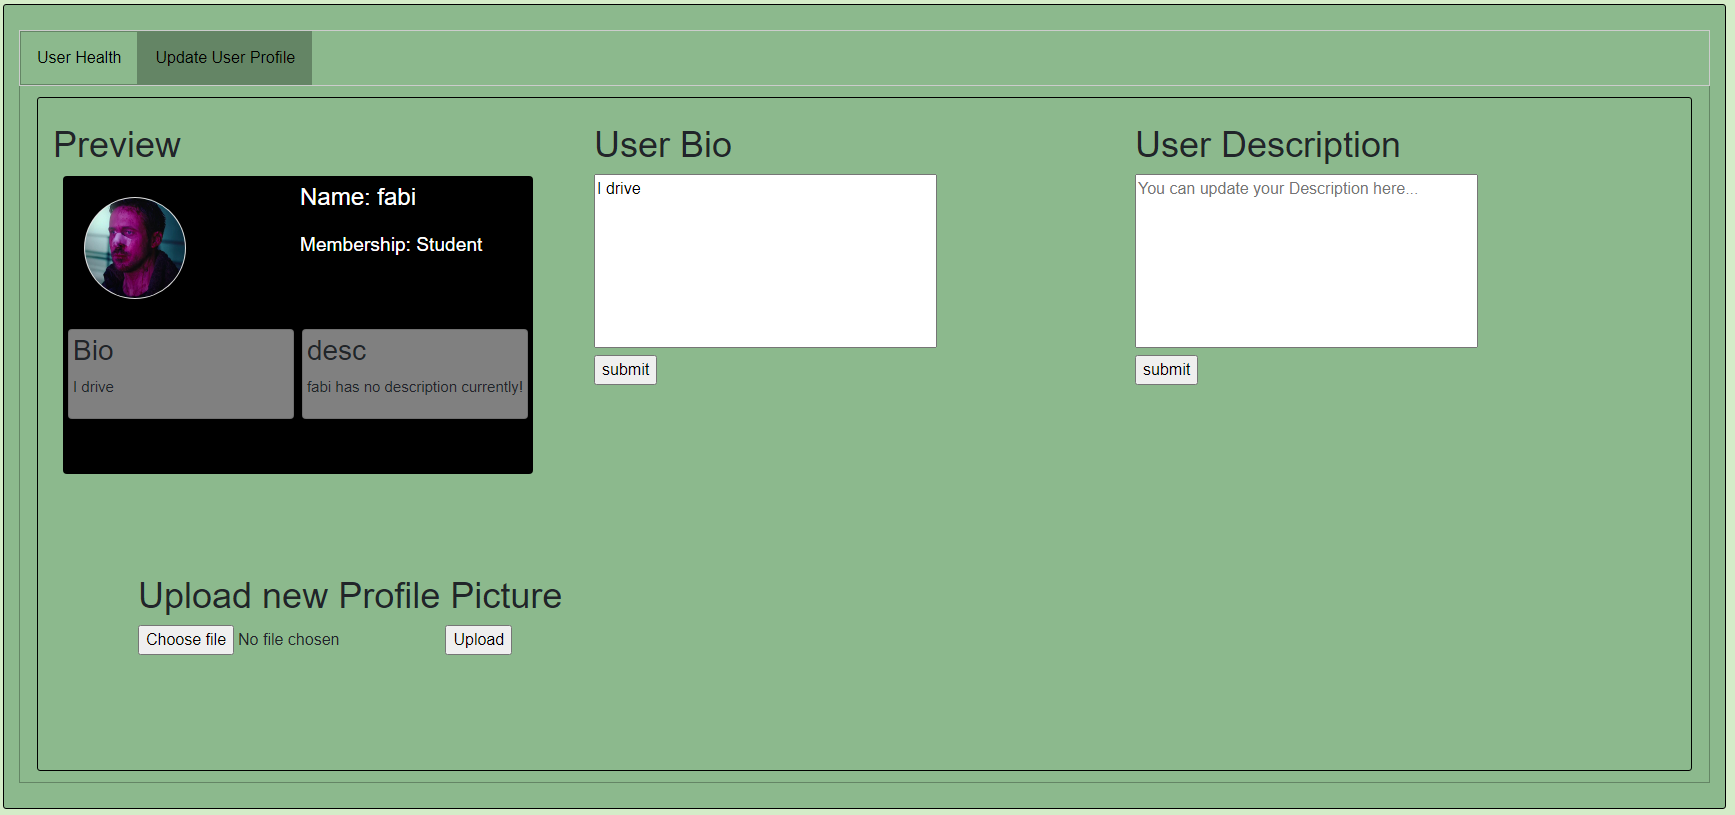 User Health
Update User Profile
Preview
Name: fabi
Membership: Student
Bio
I drive
desc
fabi has no description currently!
User Bio
I drive
submit
User Description
You can update your Description here...
submit
Upload new Profile Picture
Choose file No file chosen
Upload